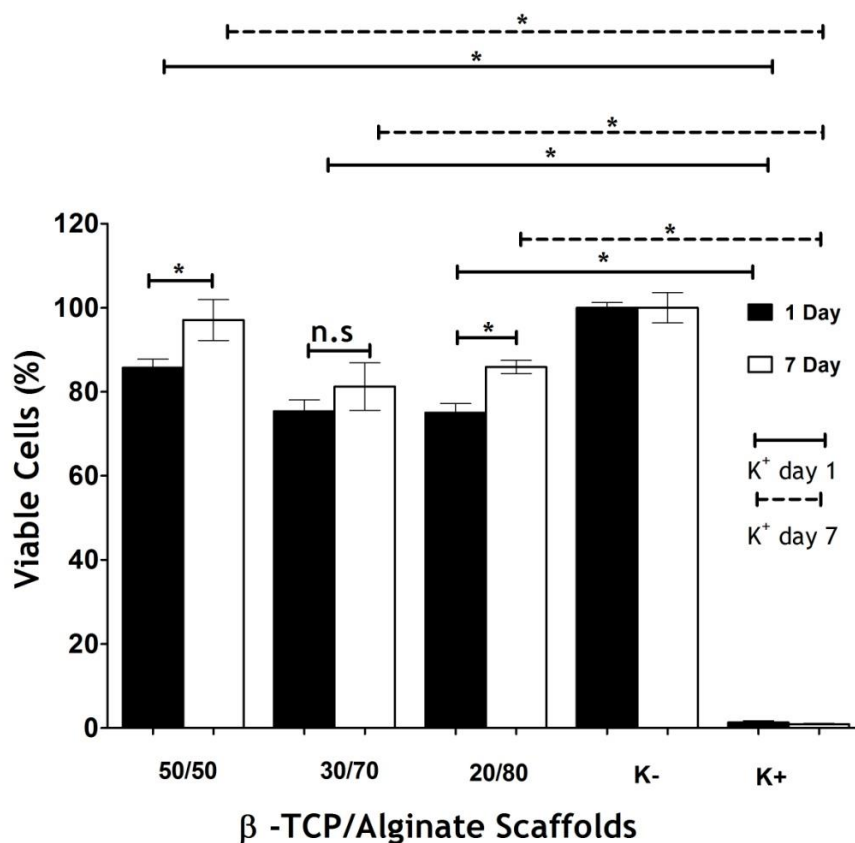 *
*
*
*
*
*
120
100
80
60
40
20
0
Viable Cells (%)
*
n.s
*
1 Day
7 Day
K+ day 1
K+ day 7
50/50 30/70 20/80 K- K+
β -TCP/Alginate Scaffolds